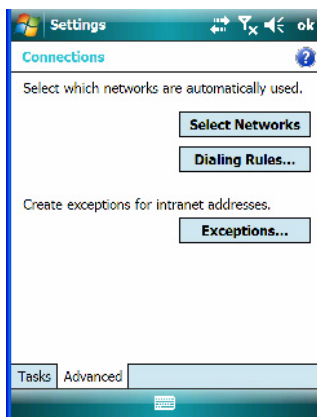 Settings ok
Connections ?
Select which networks are automatically used.
Select Networks
Dialing Rules...
Create exceptions for intranet addresses.
Exceptions...
Tasks Advanced